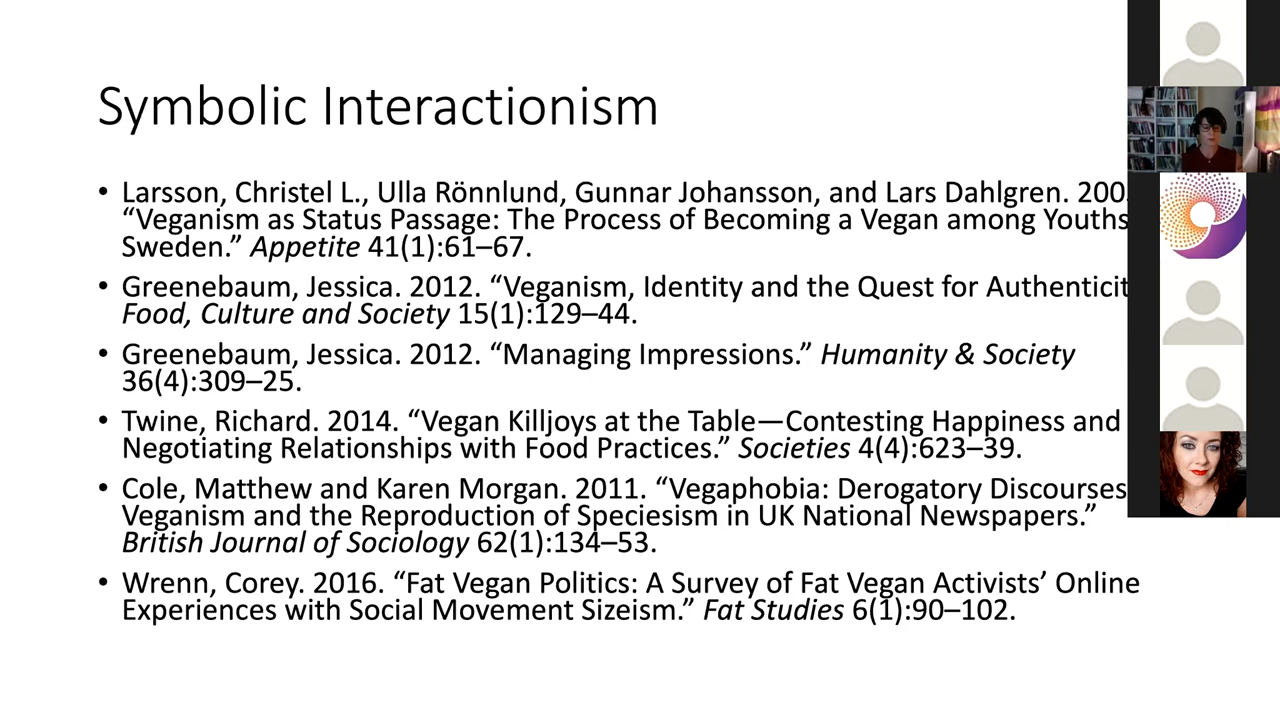 Symbolic Interactionism
• Larsson, Christel L., Ulla Rönnlund, Gunnar Johansson, and Lars Dahlgren.
“Veganism as Status Passage: The Process of Becoming a Vegan among Youths
Sweden.” Appetite 41(1):61–67.
• Greenebaum, Jessica. 2012. “Veganism, Identity and the Quest for
Food, Culture and Society 15(1):129–44.
• Greenebaum, Jessica. 2012. “Managing Impressions.” Humanity & Society
36(4):309–25.
• Twine, Richard. 2014. “Vegan Killjoys at the Table—Contesting Happiness and
Negotiating Relationships with Food Practices.” Societies 4(4):623–39.
• Cole, Matthew and Karen Morgan. 2011. “Vegaphobia: Derogatory Discourses
Veganism and the Reproduction of Speciesism in UK National Newspapers.”
British Journal of Sociology 62(1):134–53.
• Wrenn, Corey. 2016. “Fat Vegan Politics: A Survey of Fat Vegan Activists’ Online
Experiences with Social Movement Sizeism.” Fat Studies 6(1):90–102.